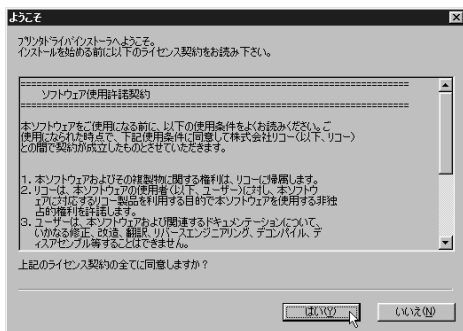 ようこそ
プリンタドライバインストーラへようこそ。
インストールを始める前に以下のライセンス契約をお読み下さい。
==========================================================
ソフトウェア使用許諾契約
==========================================================
本ソフトウェアをご使用になる前に、以下の使用条件をよくお読みください。ご
使用になられた時点で、下記使用条件に同意して株式会社リコー(以下、リコー)
との間で契約が成立したものとさせていただきます。
1. 本ソフトウェアおよびその複製物に関する権利は、リコーに帰属します。
2. リコーは、本ソフトウェアの使用者(以下、ユーザー)に対し、本ソフトウ
ェアに対応するリコー製品を利用する目的で本ソフトウェアを使用する非独
占的権利を許諾します。
3. ユーザーは、本ソフトウェアおよび関連するドキュメンテーションについて、
いかなる修正、改造、翻訳、リバースエンジニアリング、デコンパイル、デ
ィスアセンブル等することはできません。
上記のライセンス契約の全てに同意しますか？
はい(Y)
いいえ(N)